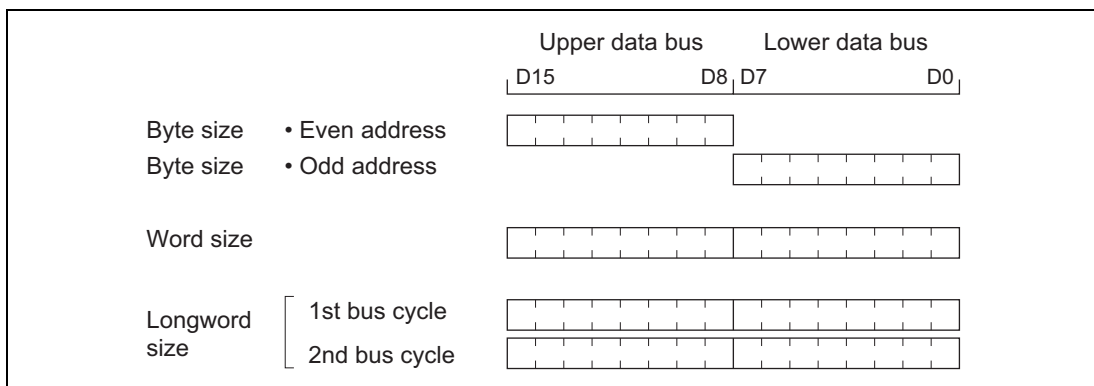 Upper data bus Lower data bus
D15 D8 D7 D0
Byte size • Even address
Byte size • Odd address
Word size
Longword size
1st bus cycle
2nd bus cycle